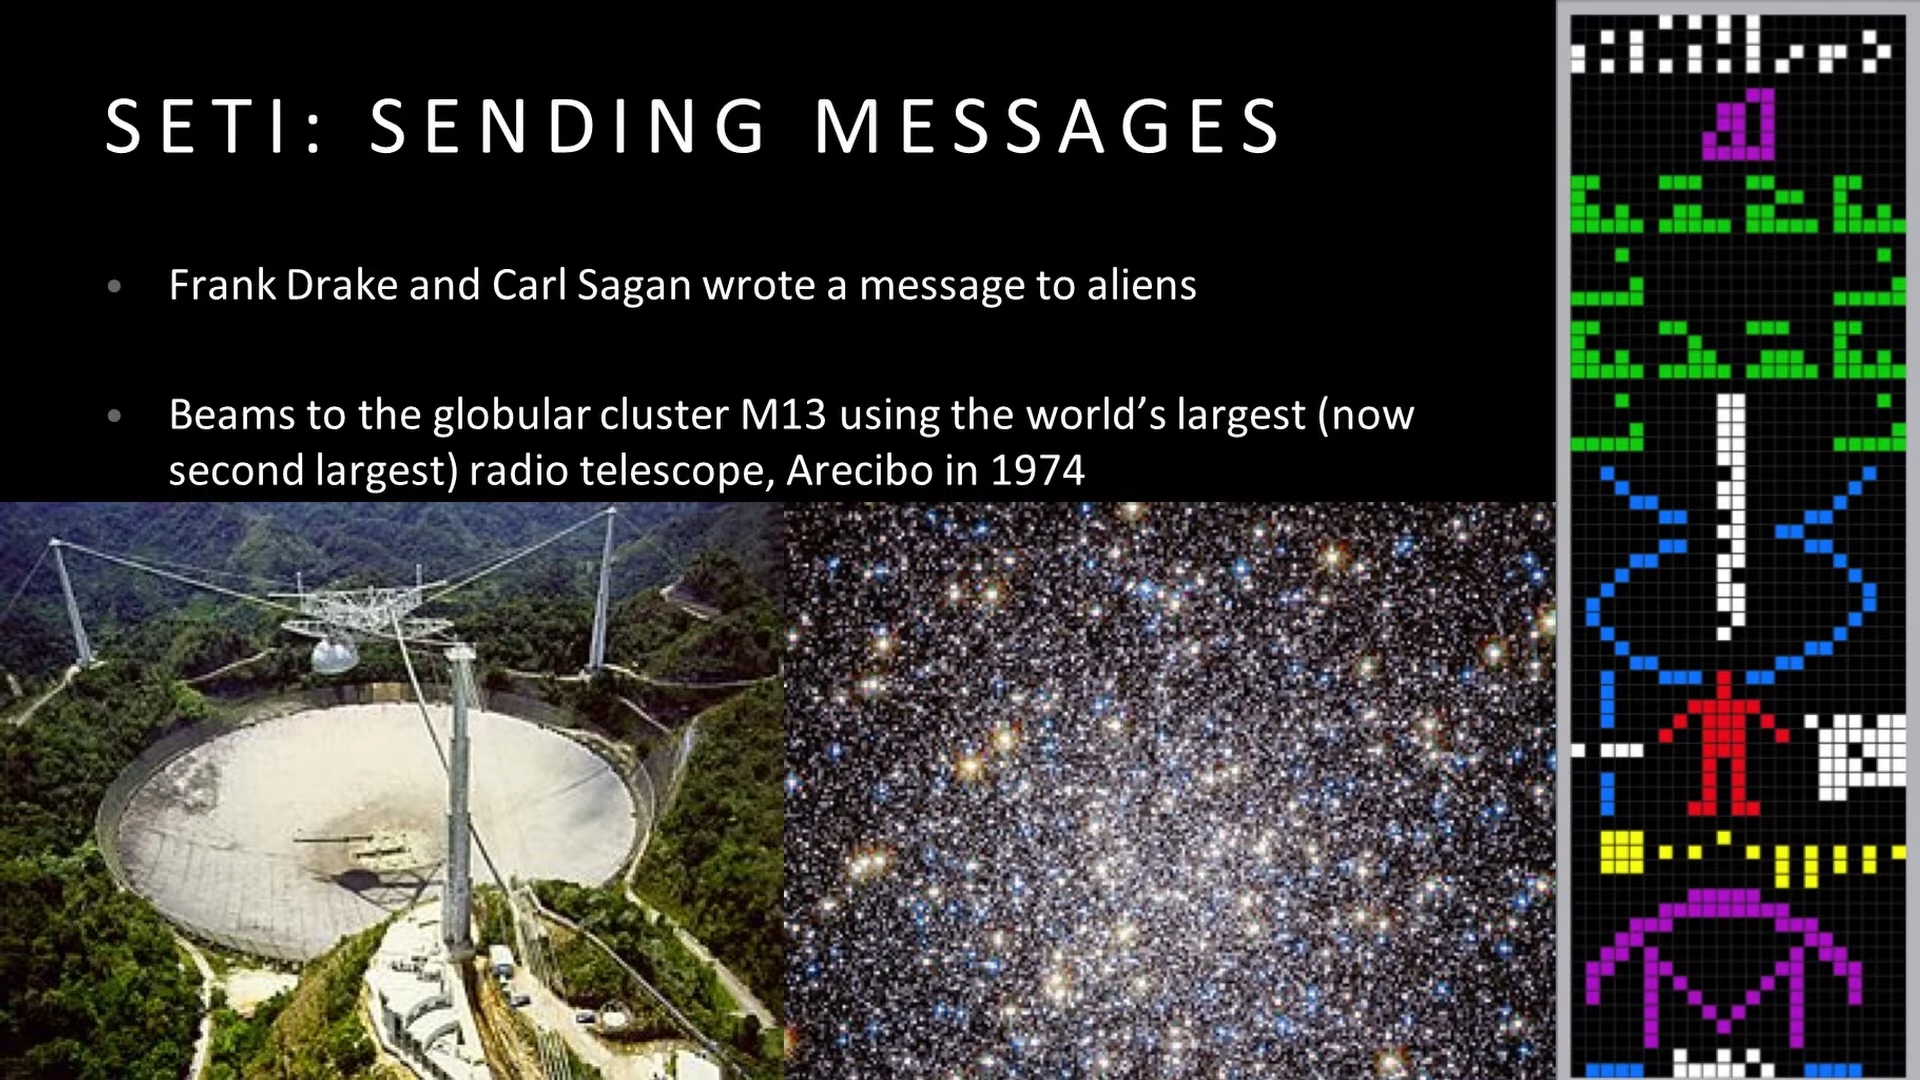 SETI: SENDING MESSAGES
• Frank Drake and Carl Sagan wrote a message to aliens
• Beams to the globular cluster M13 using the world’s largest (now
second largest) radio telescope, Arecibo in 1974